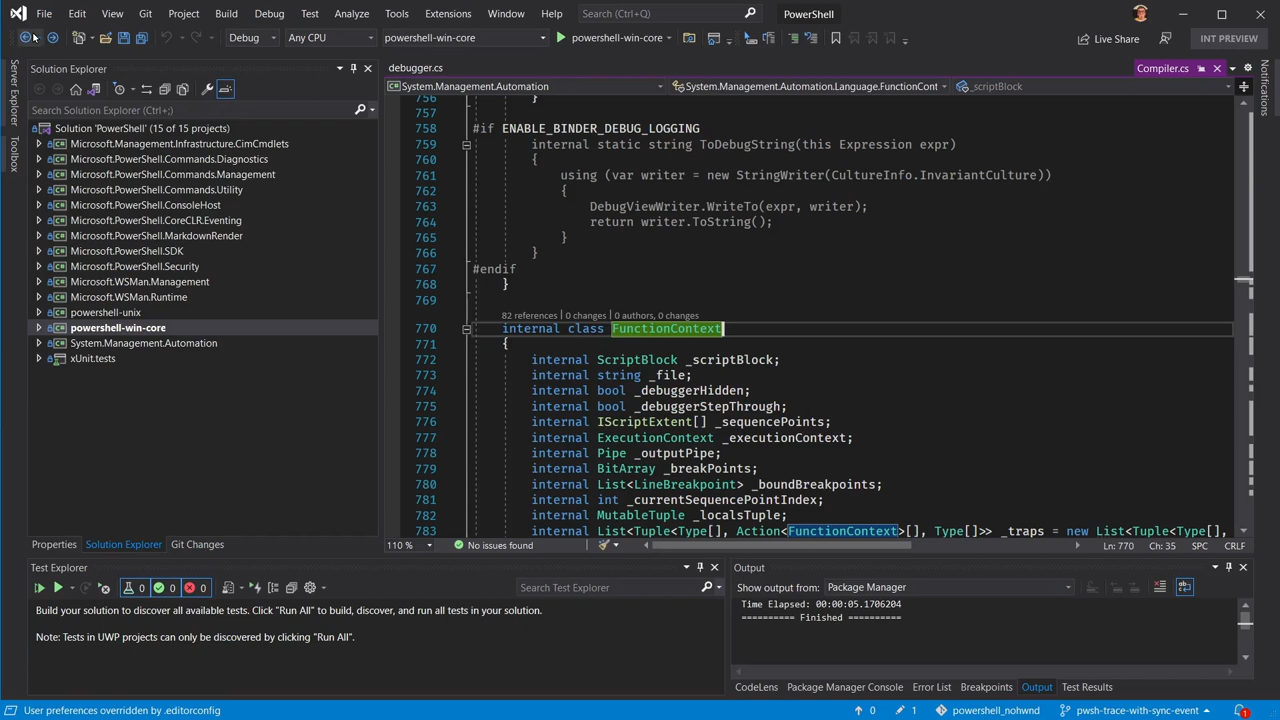 File Edit View Git Project Build Debug Test Analyze Tools Extensions Window Help Search (Ctrl+Q) PowerShell
Debug Any CPU powershell-win-core powershell-win-core Live Share INT PREVIEW
Server Explorer
Toolbox
Solution Explorer
Search Solution Explorer (Ctrl+;)
Solution 'PowerShell' (15 of 15 projects)
Microsoft.Management.Infrastructure.CimCmdlets
Microsoft.PowerShell.Commands.Diagnostics
Microsoft.PowerShell.Commands.Management
Microsoft.PowerShell.Commands.Utility
Microsoft.PowerShell.ConsoleHost
Microsoft.PowerShell.CoreCLR.Eventing
Microsoft.PowerShell.MarkdownRender
Microsoft.PowerShell.SDK
Microsoft.PowerShell.Security
Microsoft.WSMan.Management
Microsoft.WSMan.Runtime
powershell-unix
powershell-win-core
System.Management.Automation
xUnit.tests
Properties Solution Explorer Git Changes
debugger.cs Compiler.cs
System.Management.Automation System.Management.Automation.Language.FunctionCont _scriptBlock
756 }
757
758 #if ENABLE_BINDER_DEBUG_LOGGING
759 internal static string ToDebugString(this Expression expr)
760 {
761 using (var writer = new StringWriter(CultureInfo.InvariantCulture))
762 {
763 DebugViewWriter.WriteTo(expr, writer);
764 return writer.ToString();
765 }
766 }
767 #endif
768 }
769
82 references | 0 changes | 0 authors, 0 changes
770 internal class FunctionContext
771 {
772 internal ScriptBlock _scriptBlock;
773 internal string _file;
774 internal bool _debuggerHidden;
775 internal bool _debuggerStepThrough;
776 internal IScriptExtent[] _sequencePoints;
777 internal ExecutionContext _executionContext;
778 internal Pipe _outputPipe;
779 internal BitArray _breakPoints;
780 internal List<LineBreakpoint> _boundBreakpoints;
781 internal int _currentSequencePointIndex;
782 internal MutableTuple _localsTuple;
783 internal List<Tuple<Type[], Action<FunctionContext>[], Type[]>> _traps = new List<Tuple<Type[],
110 % No issues found Ln: 770 Ch: 35 SPC CRLF
Notifications
Test Explorer
0 0 0 Search Test Explorer
Build your solution to discover all available tests. Click "Run All" to build, discover, and run all tests in your solution.
Note: Tests in UWP projects can only be discovered by clicking "Run All".
Output
Show output from: Package Manager
Time Elapsed: 00:00:05.1706204
========== Finished ==========
CodeLens Package Manager Console Error List Breakpoints Output Test Results
User preferences overridden by .editorconfig 0 1 powershell_nohwnd pwsh-trace-with-sync-event 1